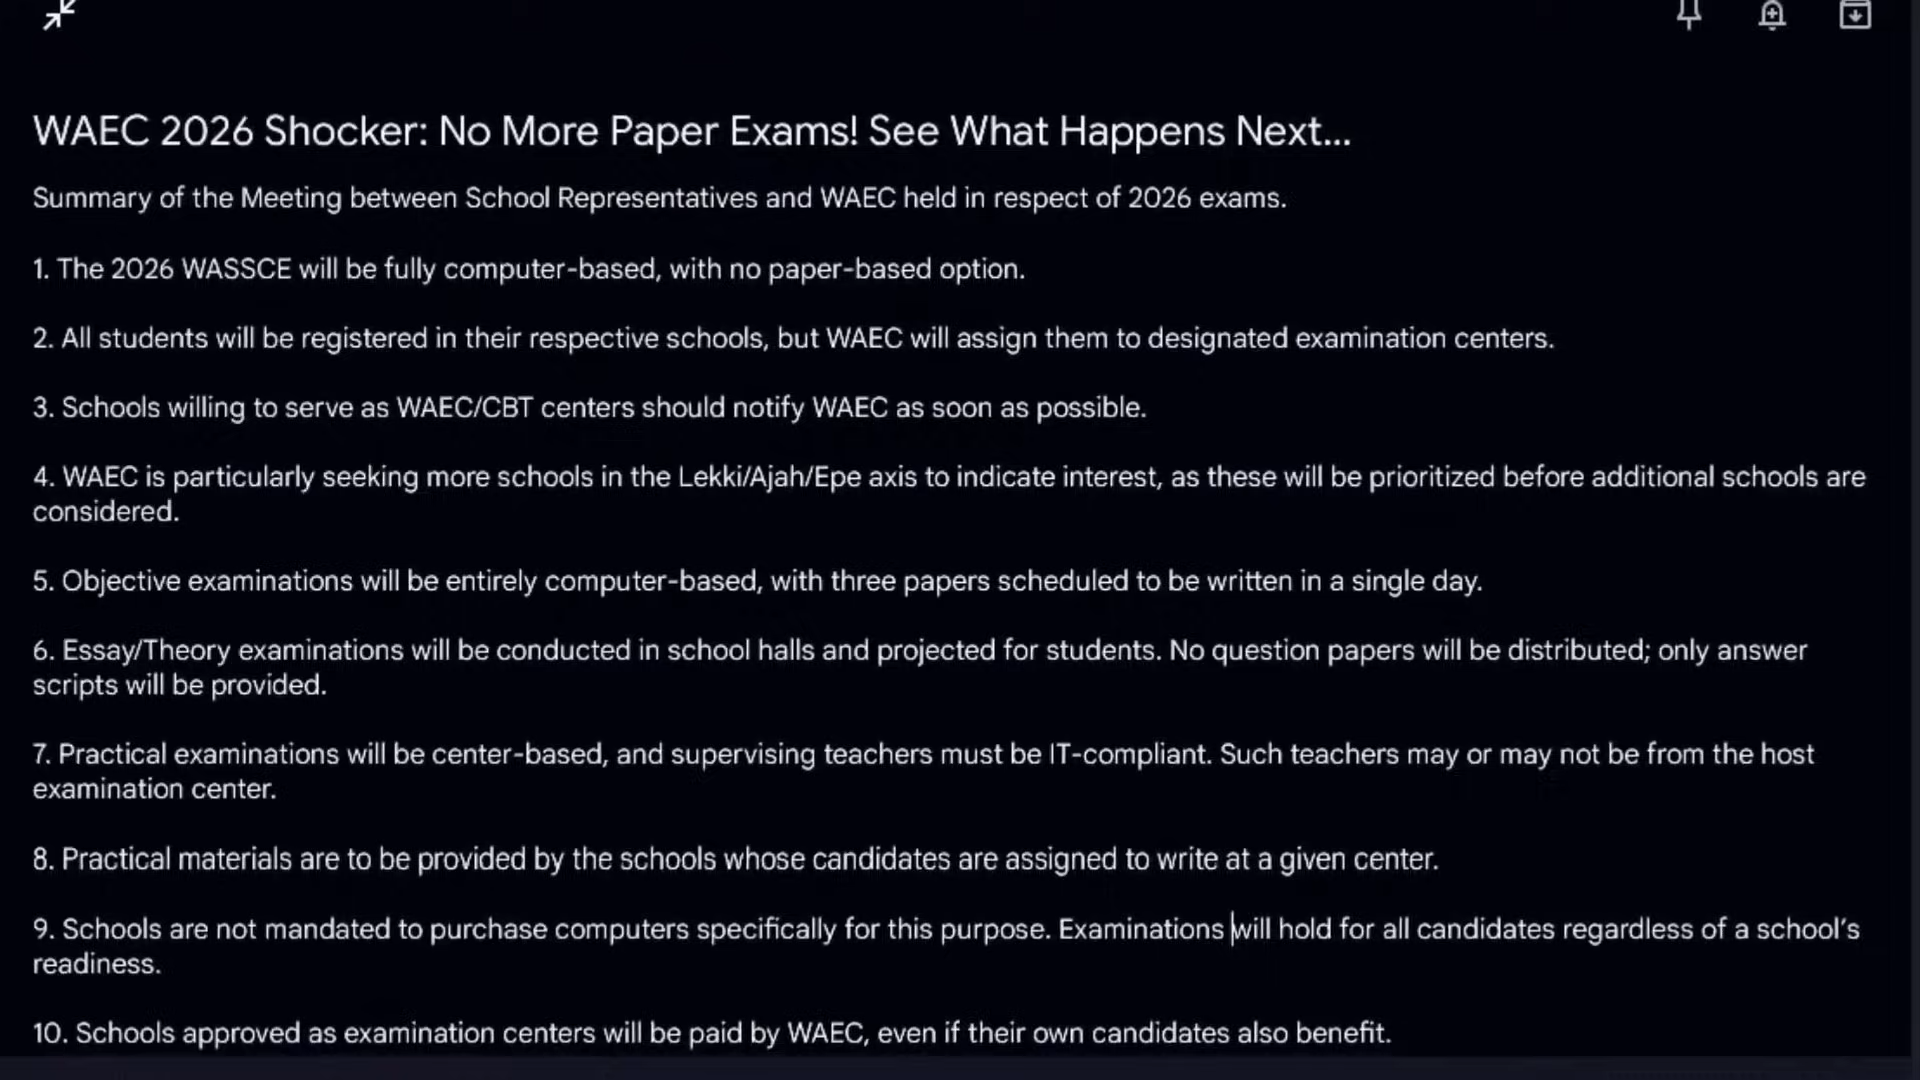 WAEC 2026 Shocker: No More Paper Exams! See What Happens Next...
Summary of the Meeting between School Representatives and WAEC held in respect of 2026 exams.
1. The 2026 WASSCE will be fully computer-based, with no paper-based option.
2. All students will be registered in their respective schools, but WAEC will assign them to designated examination centers.
3. Schools willing to serve as WAEC/CBT centers should notify WAEC as soon as possible.
4. WAEC is particularly seeking more schools in the Lekki/Ajah/Epe axis to indicate interest, as these will be prioritized before additional schools are
considered.
5. Objective examinations will be entirely computer-based, with three papers scheduled to be written in a single day.
6. Essay/Theory examinations will be conducted in school halls and projected for students. No question papers will be distributed; only answer
scripts will be provided.
7. Practical examinations will be center-based, and supervising teachers must be IT-compliant. Such teachers may or may not be from the host
examination center.
8. Practical materials are to be provided by the schools whose candidates are assigned to write at a given center.
9. Schools are not mandated to purchase computers specifically for this purpose. Examinations will hold for all candidates regardless of a school's
readiness.
10. Schools approved as examination centers will be paid by WAEC, even if their own candidates also benefit.